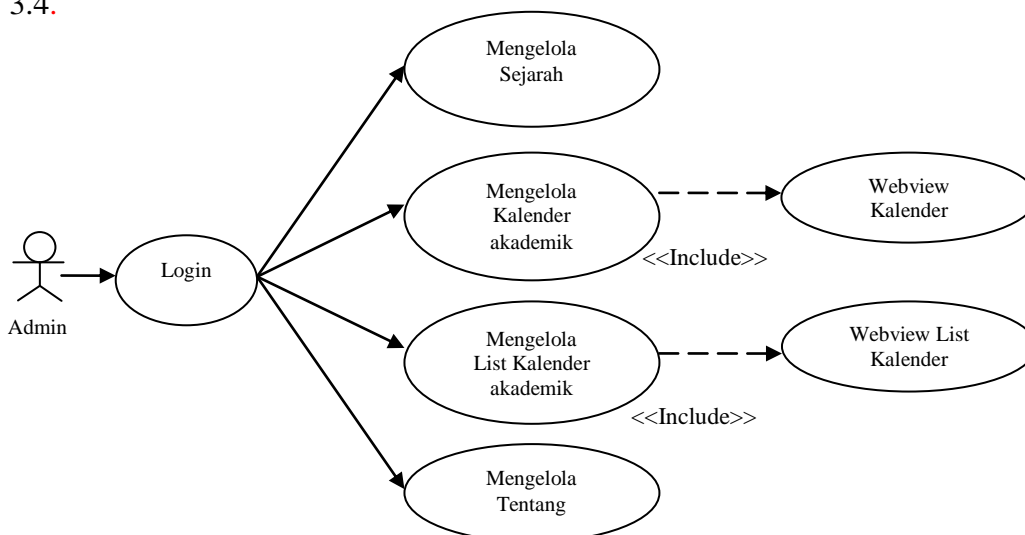 3.4.
Mengelola
Sejarah
Mengelola
Kalender
akademik
Webview
Kalender
<<Include>>
Login
Admin
Mengelola
List Kalender
akademik
Webview List
Kalender
<<Include>>
Mengelola
Tentang